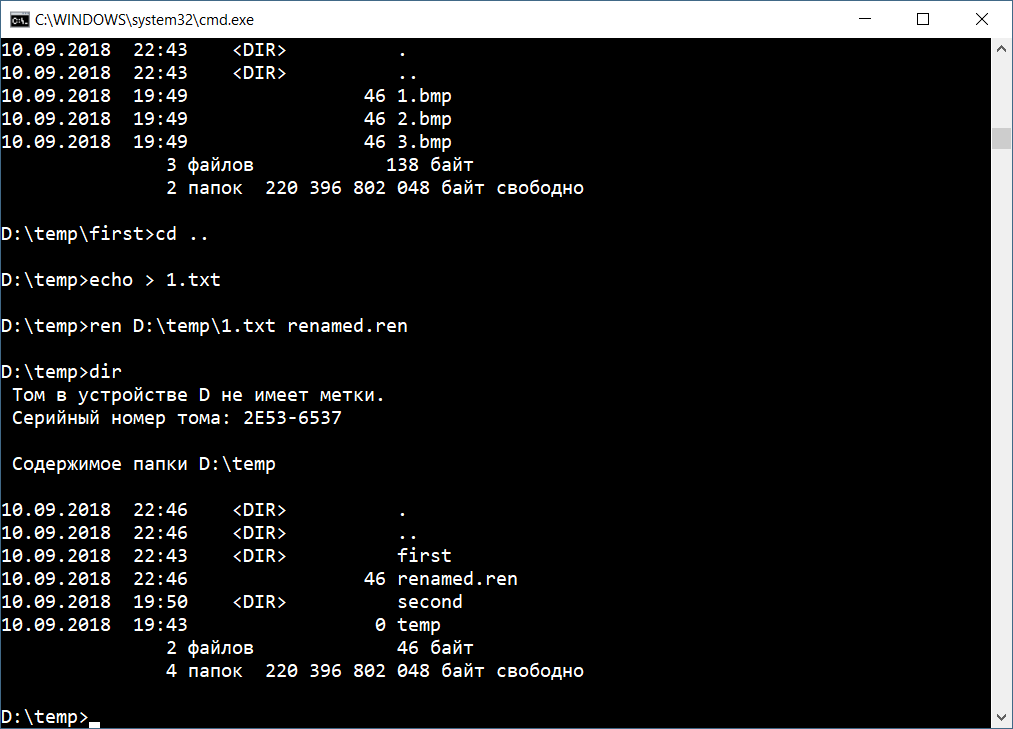 C:\WINDOWS\system32\cmd.exe
10.09.2018  22:43    <DIR>          .
10.09.2018  22:43    <DIR>          ..
10.09.2018  19:49                46 1.bmp
10.09.2018  19:49                46 2.bmp
10.09.2018  19:49                46 3.bmp
               3 файлов            138 байт
               2 папок  220 396 802 048 байт свободно
D:\temp\first>cd ..
D:\temp>echo > 1.txt
D:\temp>ren D:\temp\1.txt renamed.ren
D:\temp>dir
 Том в устройстве D не имеет метки.
 Серийный номер тома: 2E53-6537
 Содержимое папки D:\temp
10.09.2018  22:46    <DIR>          .
10.09.2018  22:46    <DIR>          ..
10.09.2018  22:43    <DIR>          first
10.09.2018  22:46                46 renamed.ren
10.09.2018  19:50    <DIR>          second
10.09.2018  19:43                 0 temp
               2 файлов             46 байт
               4 папок  220 396 802 048 байт свободно
D:\temp>